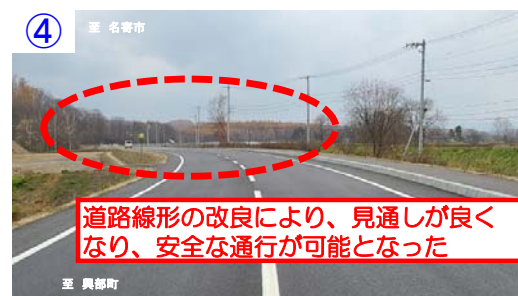 ④
至 名寄市
道路線形の改良により、見通しが良く
なり、安全な通行が可能となった
至 興部町